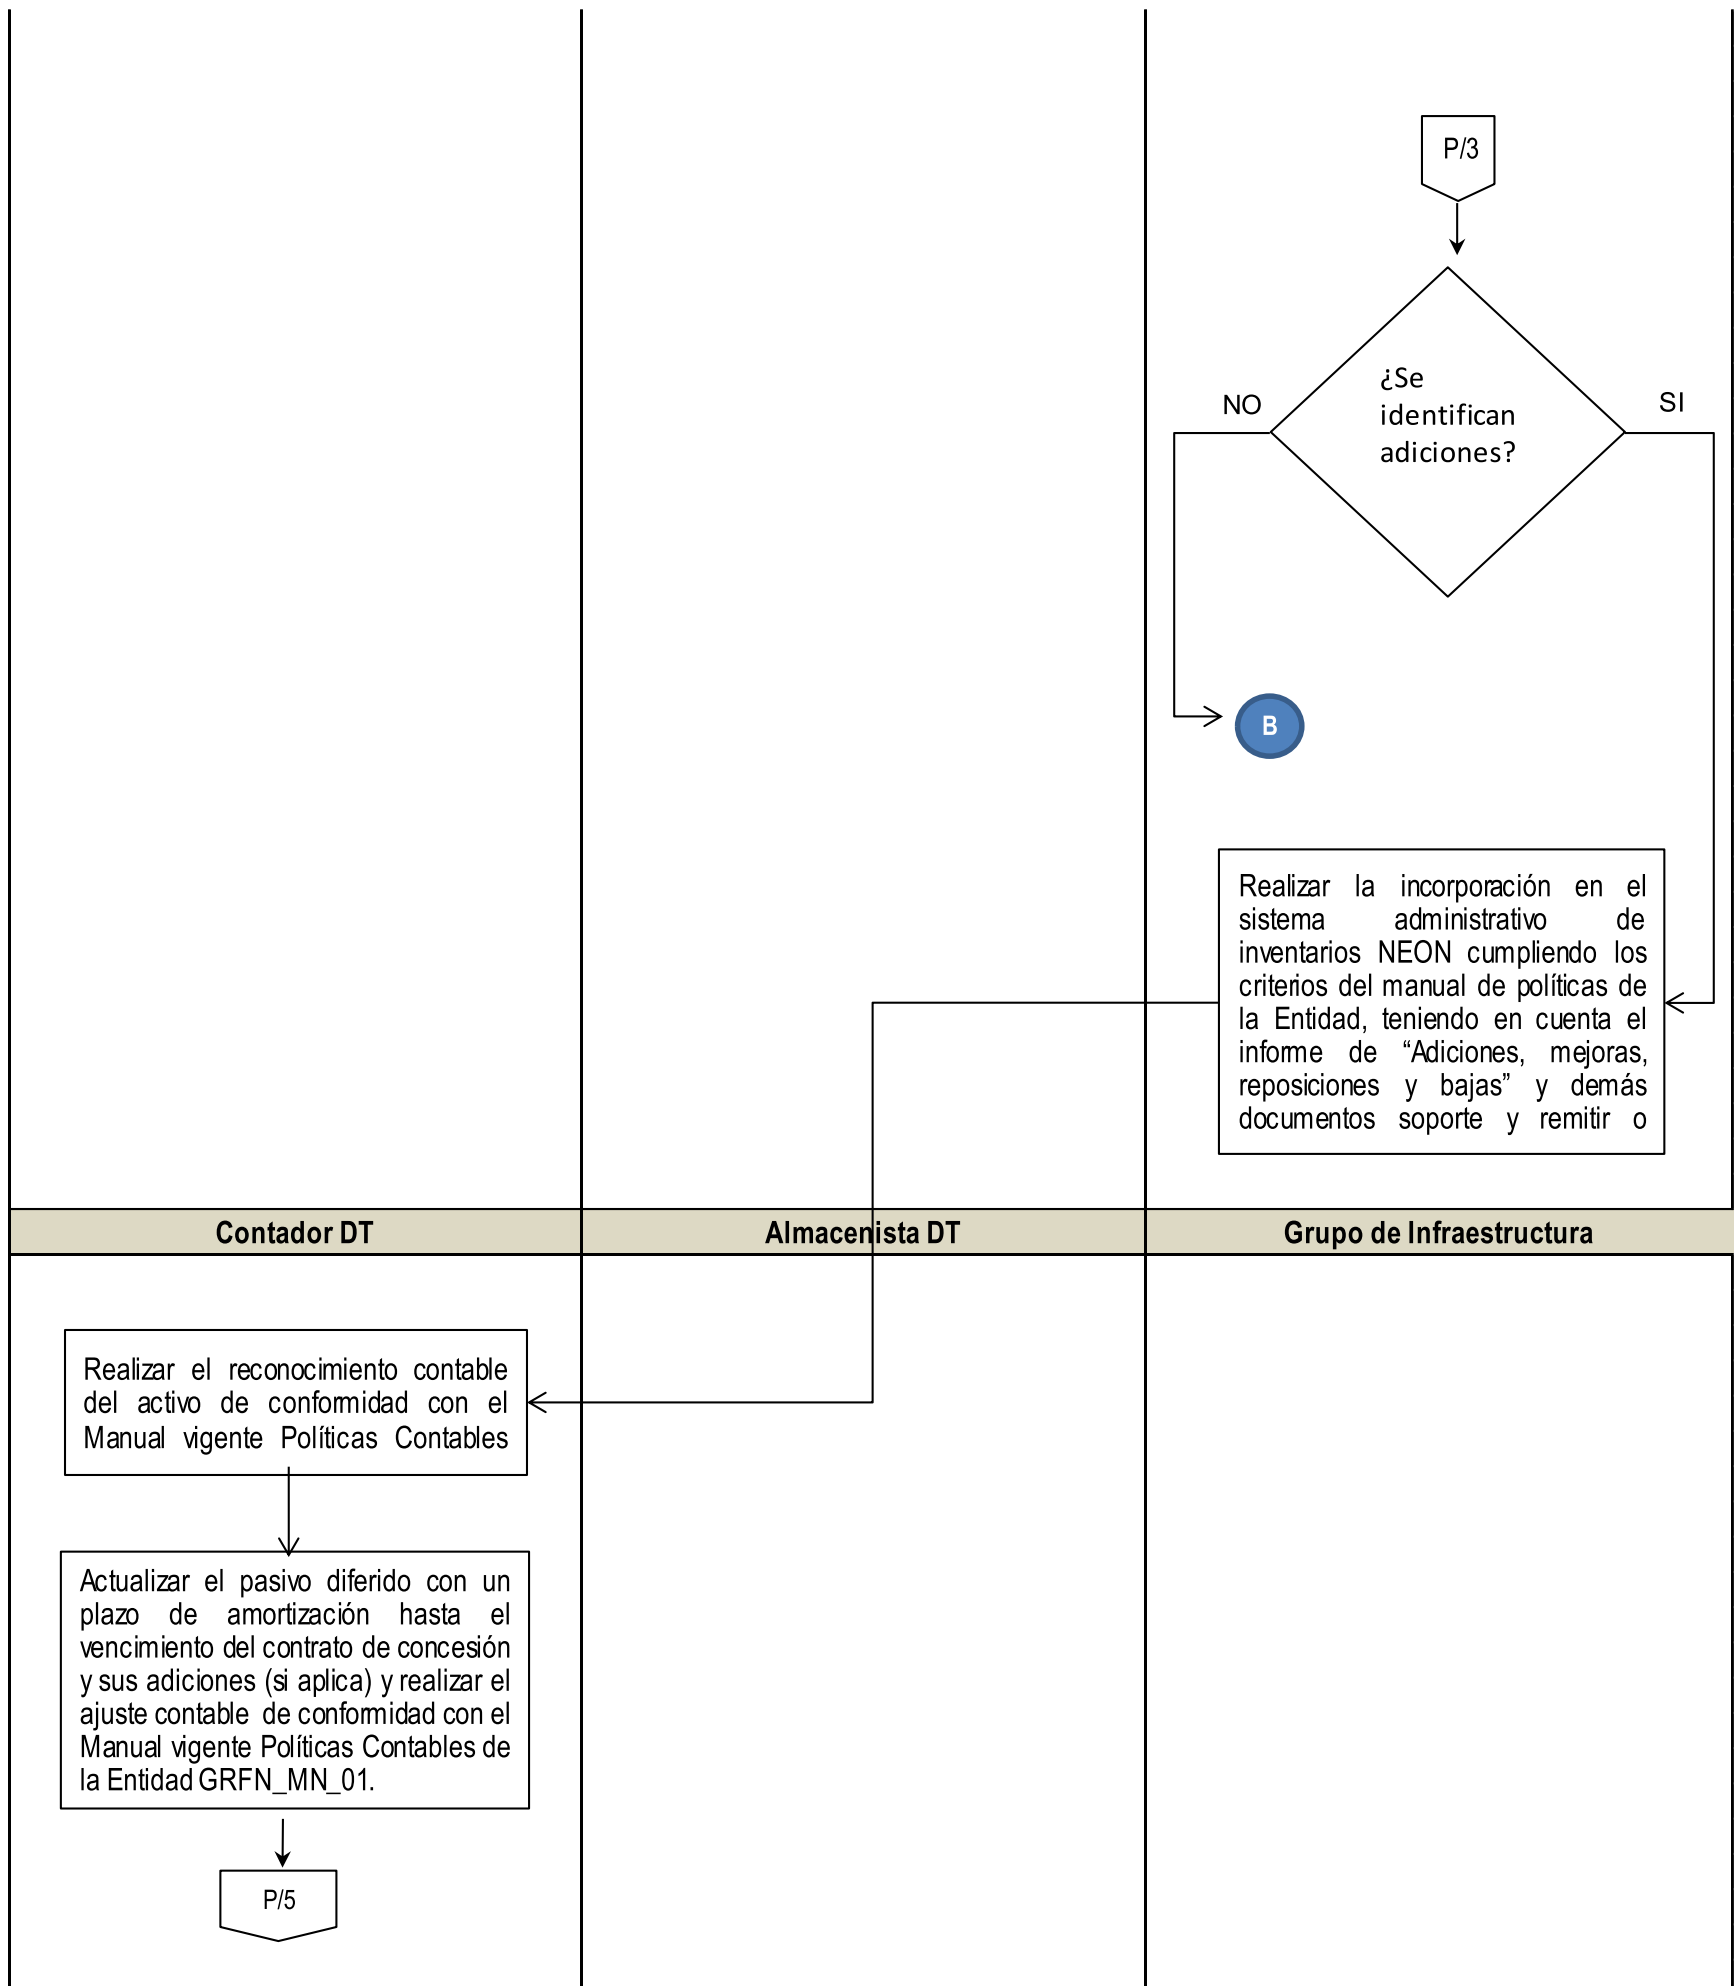 P/3
¿Se
identifican
adiciones?
NO
SI
B
Realizar la incorporación en el
sistema administrativo de
inventarios NEON cumpliendo los
criterios del manual de políticas de
la Entidad, teniendo en cuenta el
informe de “Adiciones, mejoras,
reposiciones y bajas” y demás
documentos soporte y remitir o
Contador DT
Almacenista DT
Grupo de Infraestructura
Realizar el reconocimiento contable
del activo de conformidad con el
Manual vigente Políticas Contables
Actualizar el pasivo diferido con un
plazo de amortización hasta el
vencimiento del contrato de concesión
y sus adiciones (si aplica) y realizar el
ajuste contable de conformidad con el
Manual vigente Políticas Contables de
la Entidad GRFN_MN_01.
P/5